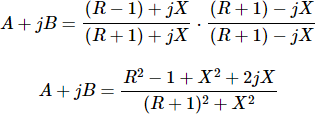 A + jB = \frac{(R - 1) + jX}{(R + 1) + jX} \cdot \frac{(R + 1) - jX}{(R + 1) - jX}
A + jB = \frac{R^2 - 1 + X^2 + 2jX}{(R + 1)^2 + X^2}